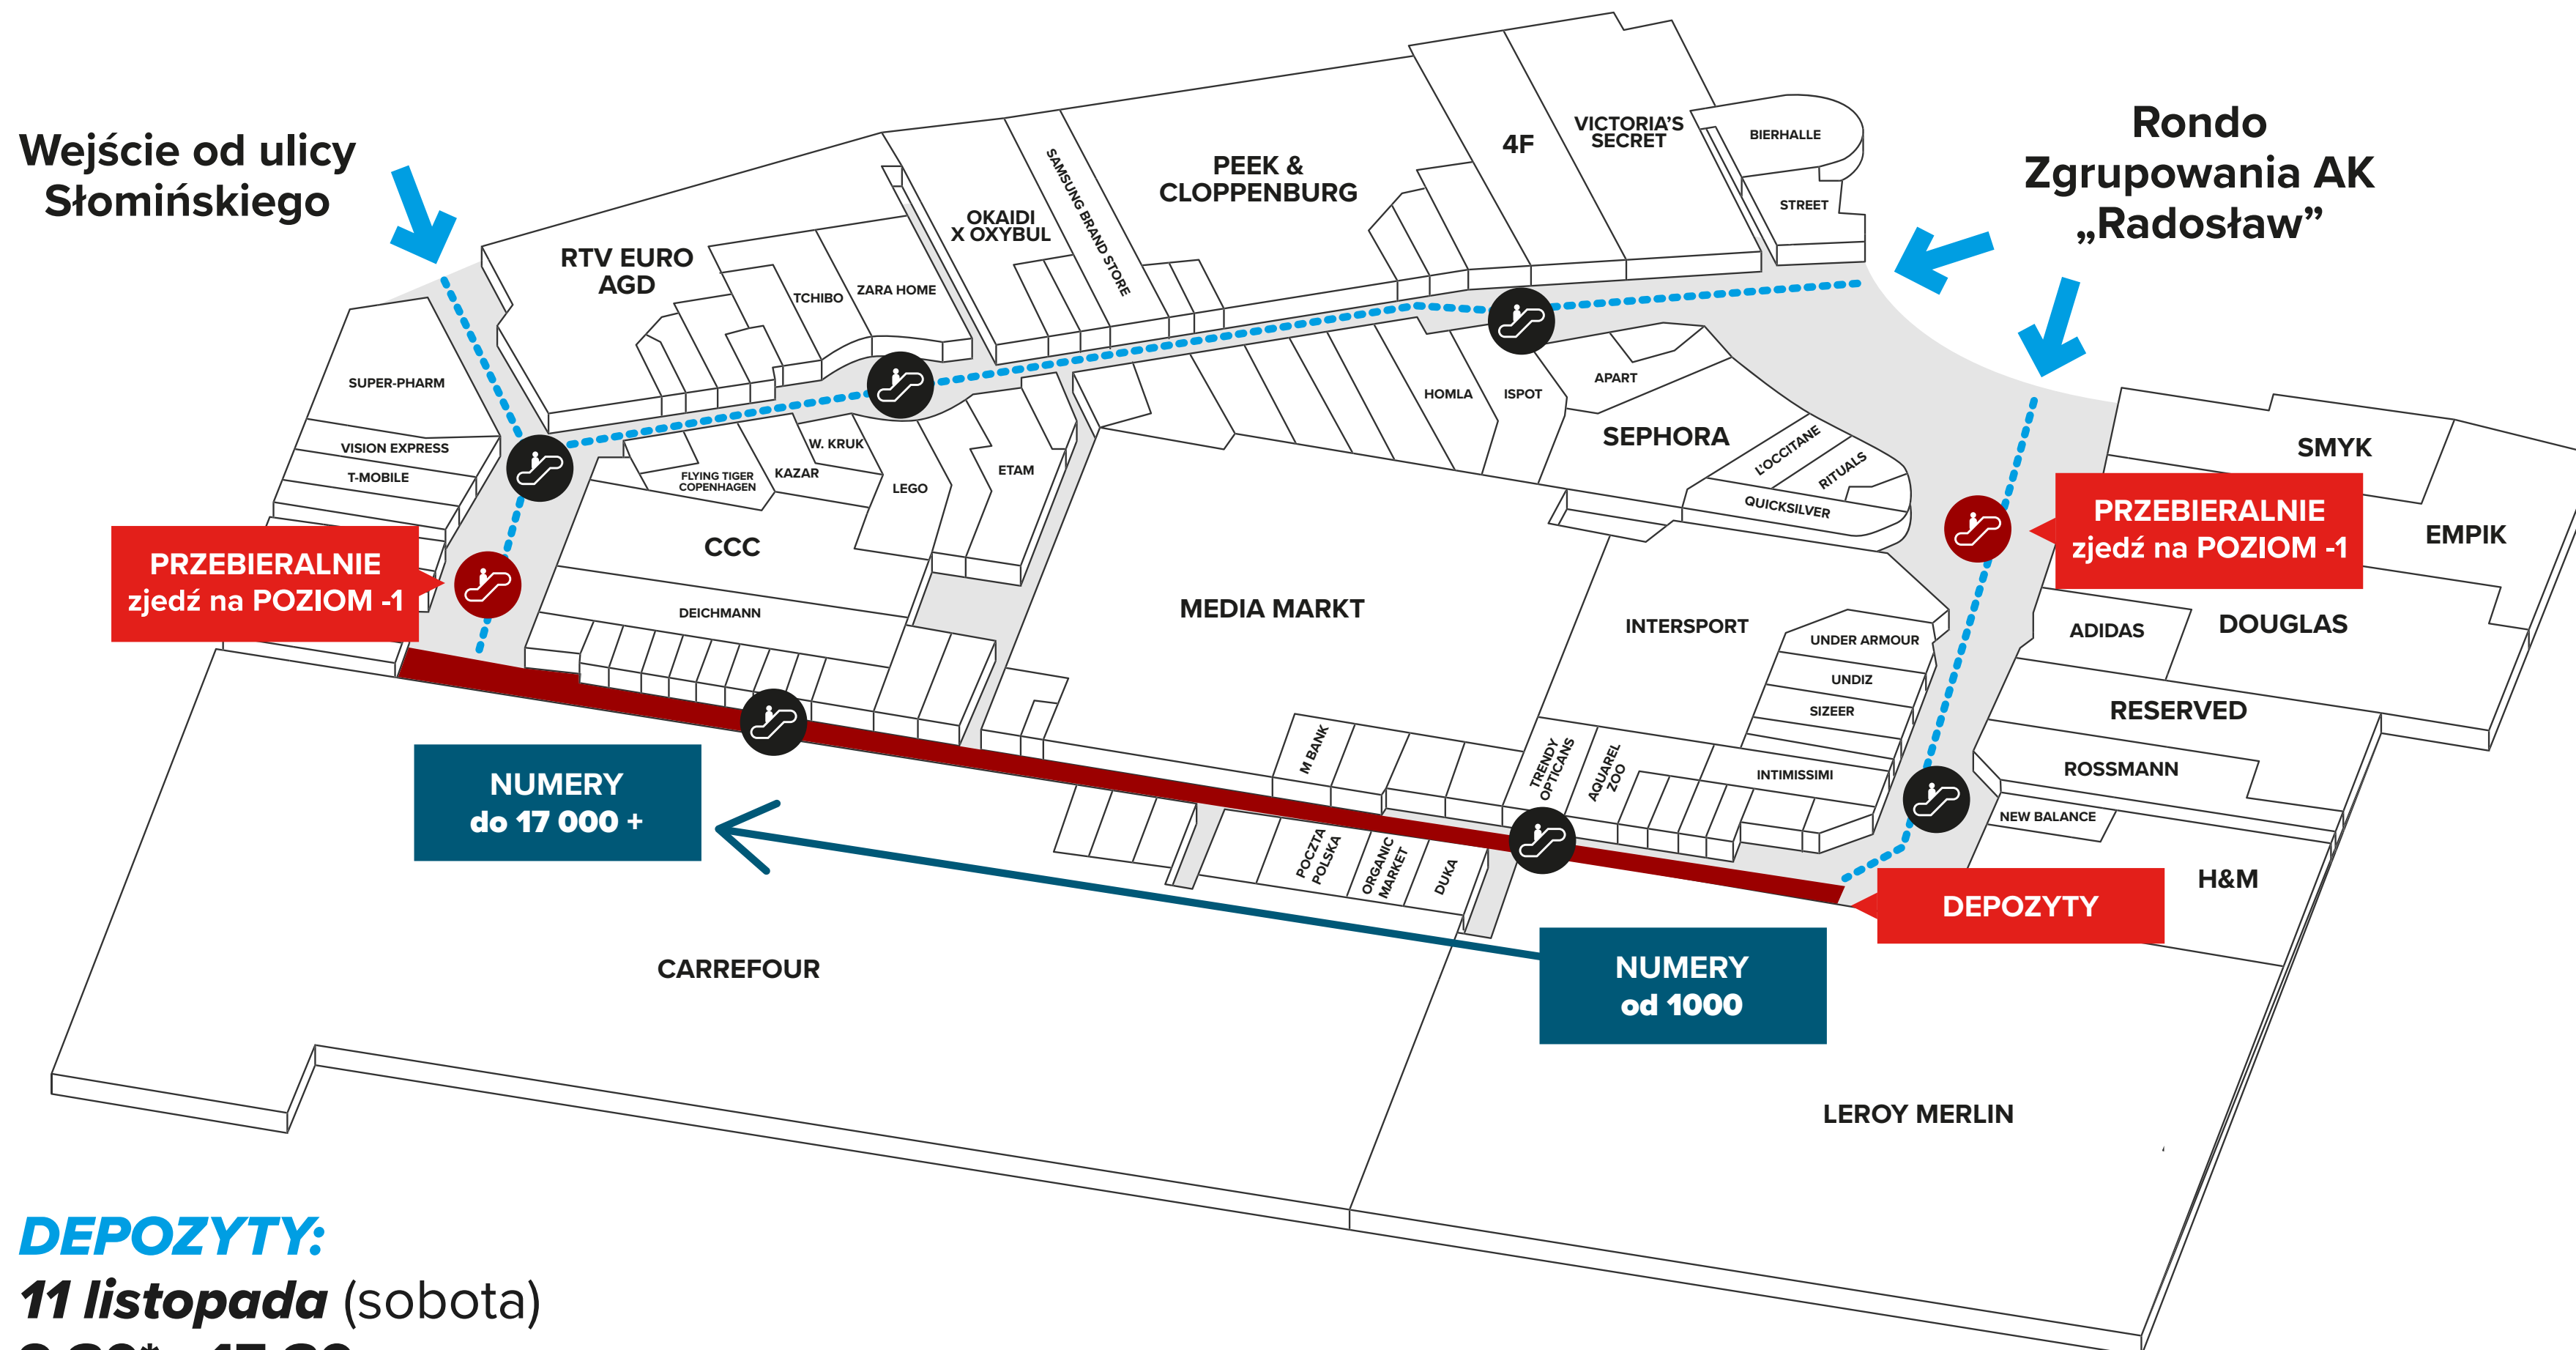 Wejście od ulicy
Słomińskiego
Rondo
Zgrupowania AK
„Radosław”
RTV EURO
AGD
TCHIBO
ZARA HOME
OKAIDI
X OXYBUL
SAMSUNG BRAND STORE
PEEK &
CLOPPENBURG
4F
VICTORIA'S
SECRET
BIERHALLE
STREET
SUPER-PHARM
VISION EXPRESS
T-MOBILE
FLYING TIGER
COPENHAGEN
KAZAR
W. KRUK
LEGO
ETAM
HOMLA
ISPOT
APART
SEPHORA
L'OCCITANE
RITUALS
QUICKSILVER
SMYK
EMPIK
PRZEBIERALNIE
zjedź na POZIOM -1
PRZEBIERALNIE
zjedź na POZIOM -1
CCC
DEICHMANN
MEDIA MARKT
INTERSPORT
UNDER ARMOUR
UNDIZ
SIZEER
ADIDAS
DOUGLAS
RESERVED
ROSSMANN
NEW BALANCE
H&M
M BANK
TRENDY
OPTICANS
AQUAREL
ZOO
INTIMISSIMI
NUMERY
do 17 000 +
POCZTA
POLSKA
ORGANIC
MARKET
DUKA
DEPOZYTY
NUMERY
od 1000
CARREFOUR
LEROY MERLIN
DEPOZYTY:
11 listopada (sobota)